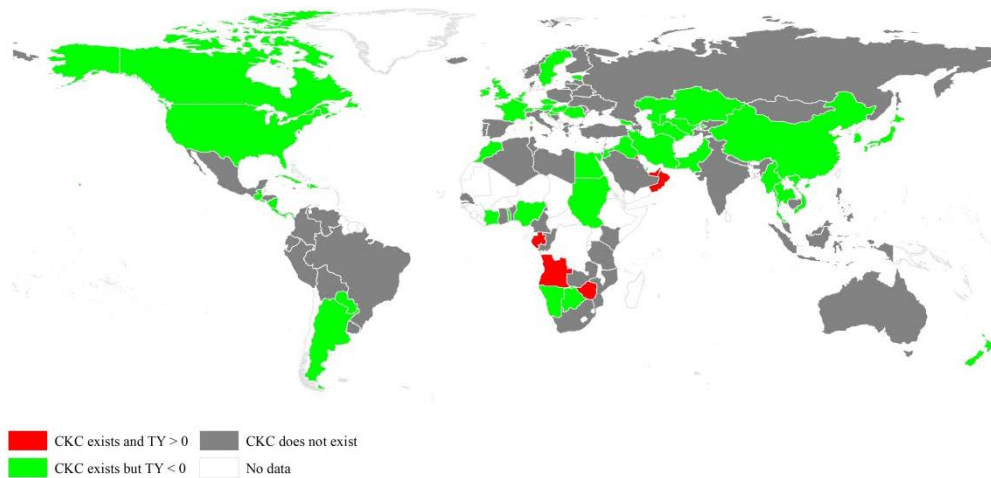 CKC exists and TY > 0
CKC does not exist
CKC exists but TY < 0
No data